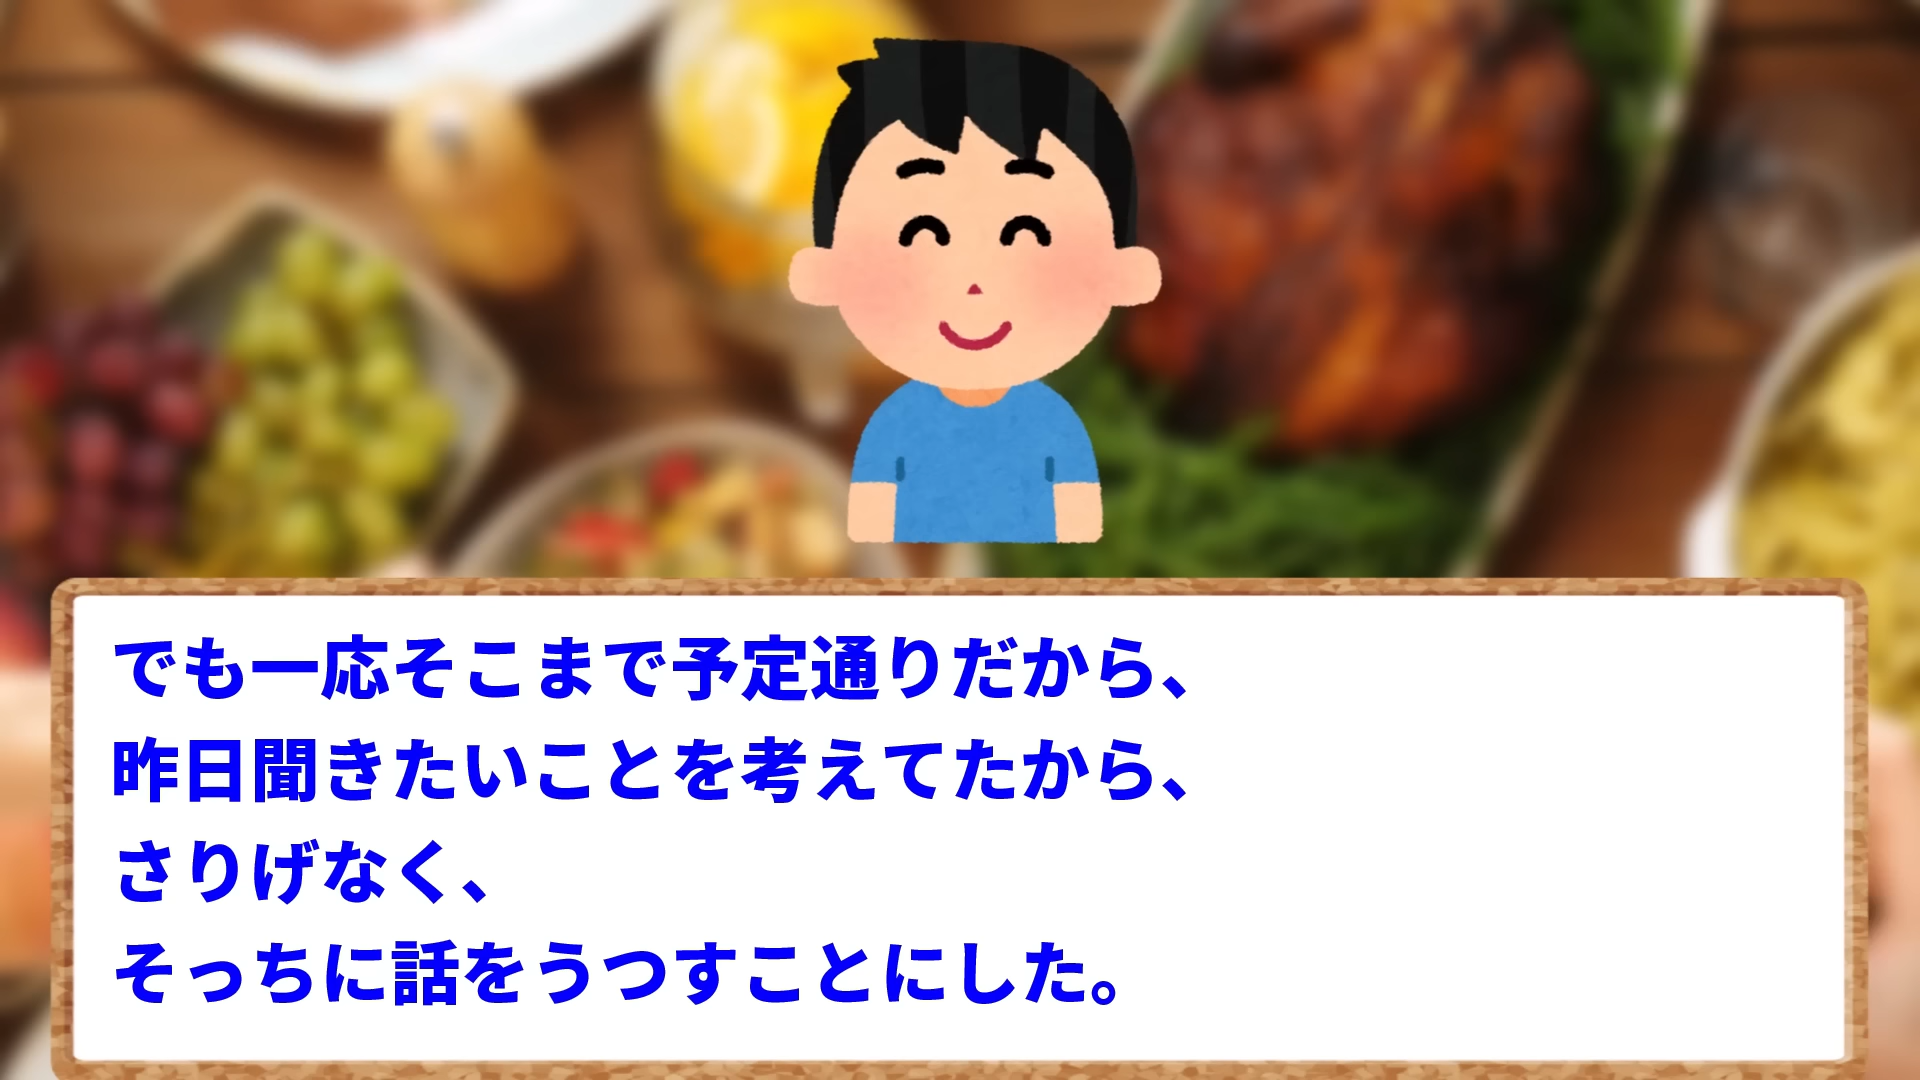 でも一応そこまで予定通りだから、
昨日聞きたいことを考えてたから、
さりげなく、
そっちに話をうつすことにした。